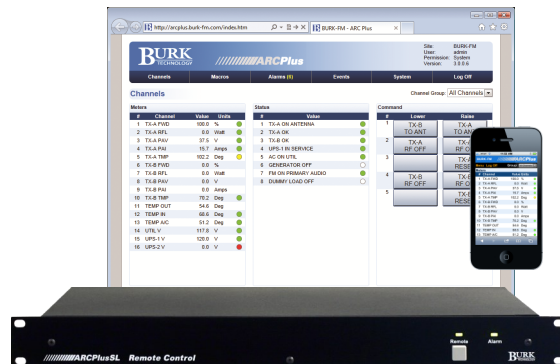 http://arcplus.burk-fm.com/index.htm
BURK-FM - ARC Plus
BURK
TECHNOLOGY
ARCPlus
Site: BURK-FM
User: admin
Permission: System
Version: 3.0.0.6
Channels Macros Alarms (6) Events System Log Off
Channels
Channel Group: All Channels
Meters
# Channel Value Units
1 TX-A FWD 100.0 %
2 TX-A RFL 0.0 Watt
3 TX-A PAV 37.5 V
4 TX-A PAI 15.7 Amps
5 TX-A TMP 102.2 Deg
6 TX-B FWD 0.0 %
7 TX-B RFL 0.0 Watt
8 TX-B PAV 0.0 V
9 TX-B PAI 0.0 Amps
10 TX-B TMP 70.2 Deg
11 TEMP OUT 54.6 Deg
12 TEMP IN 68.6 Deg
13 TEMP A/C 51.2 Deg
14 UTIL V 117.8 V
15 UPS-1 V 120.0 V
16 UPS-2 V 0.0 V
Status
# Value
1 TX-A ON ANTENNA
2 TX-A OK
3 TX-B OK
4 UPS-1 IN SERVICE
5 AC ON UTIL
6 GENERATOR OFF
7 FM ON PRIMARY AUDIO
8 DUMMY LOAD OFF
Command
# Lower Raise
1 TX-B TX-A
TO ANT TO ANT
2 TX-A
RF OFF
3
4 TX-B
RF OFF
5
ARCPlusSL Remote Control
Remote Alarm
BURK